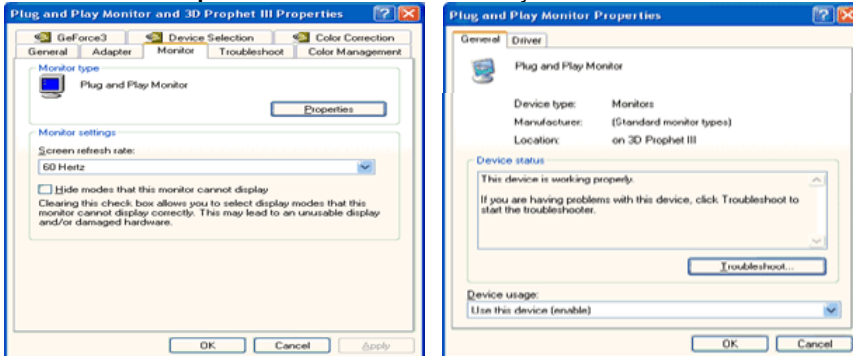 Plug and Play Monitor and 3D Prophet III Properties
GeForce3 Device Selection Color Correction
General Adapter Monitor Troubleshoot Color Management
Monitor type
Plug and Play Monitor
Properties
Monitor settings
Screen refresh rate:
60 Hertz
Hide modes that this monitor cannot display
Clearing this check box allows you to select display modes that this
monitor cannot display correctly. This may lead to an unusable display
and/or damaged hardware.
OK Cancel Apply
Plug and Play Monitor Properties
General Driver
Plug and Play Monitor
Device type: Monitors
Manufacturer: (Standard monitor types)
Location: on 3D Prophet III
Device status
This device is working properly.
If you are having problems with this device, click Troubleshoot to
start the troubleshooter.
Troubleshoot...
Device usage:
Use this device (enable)
OK Cancel